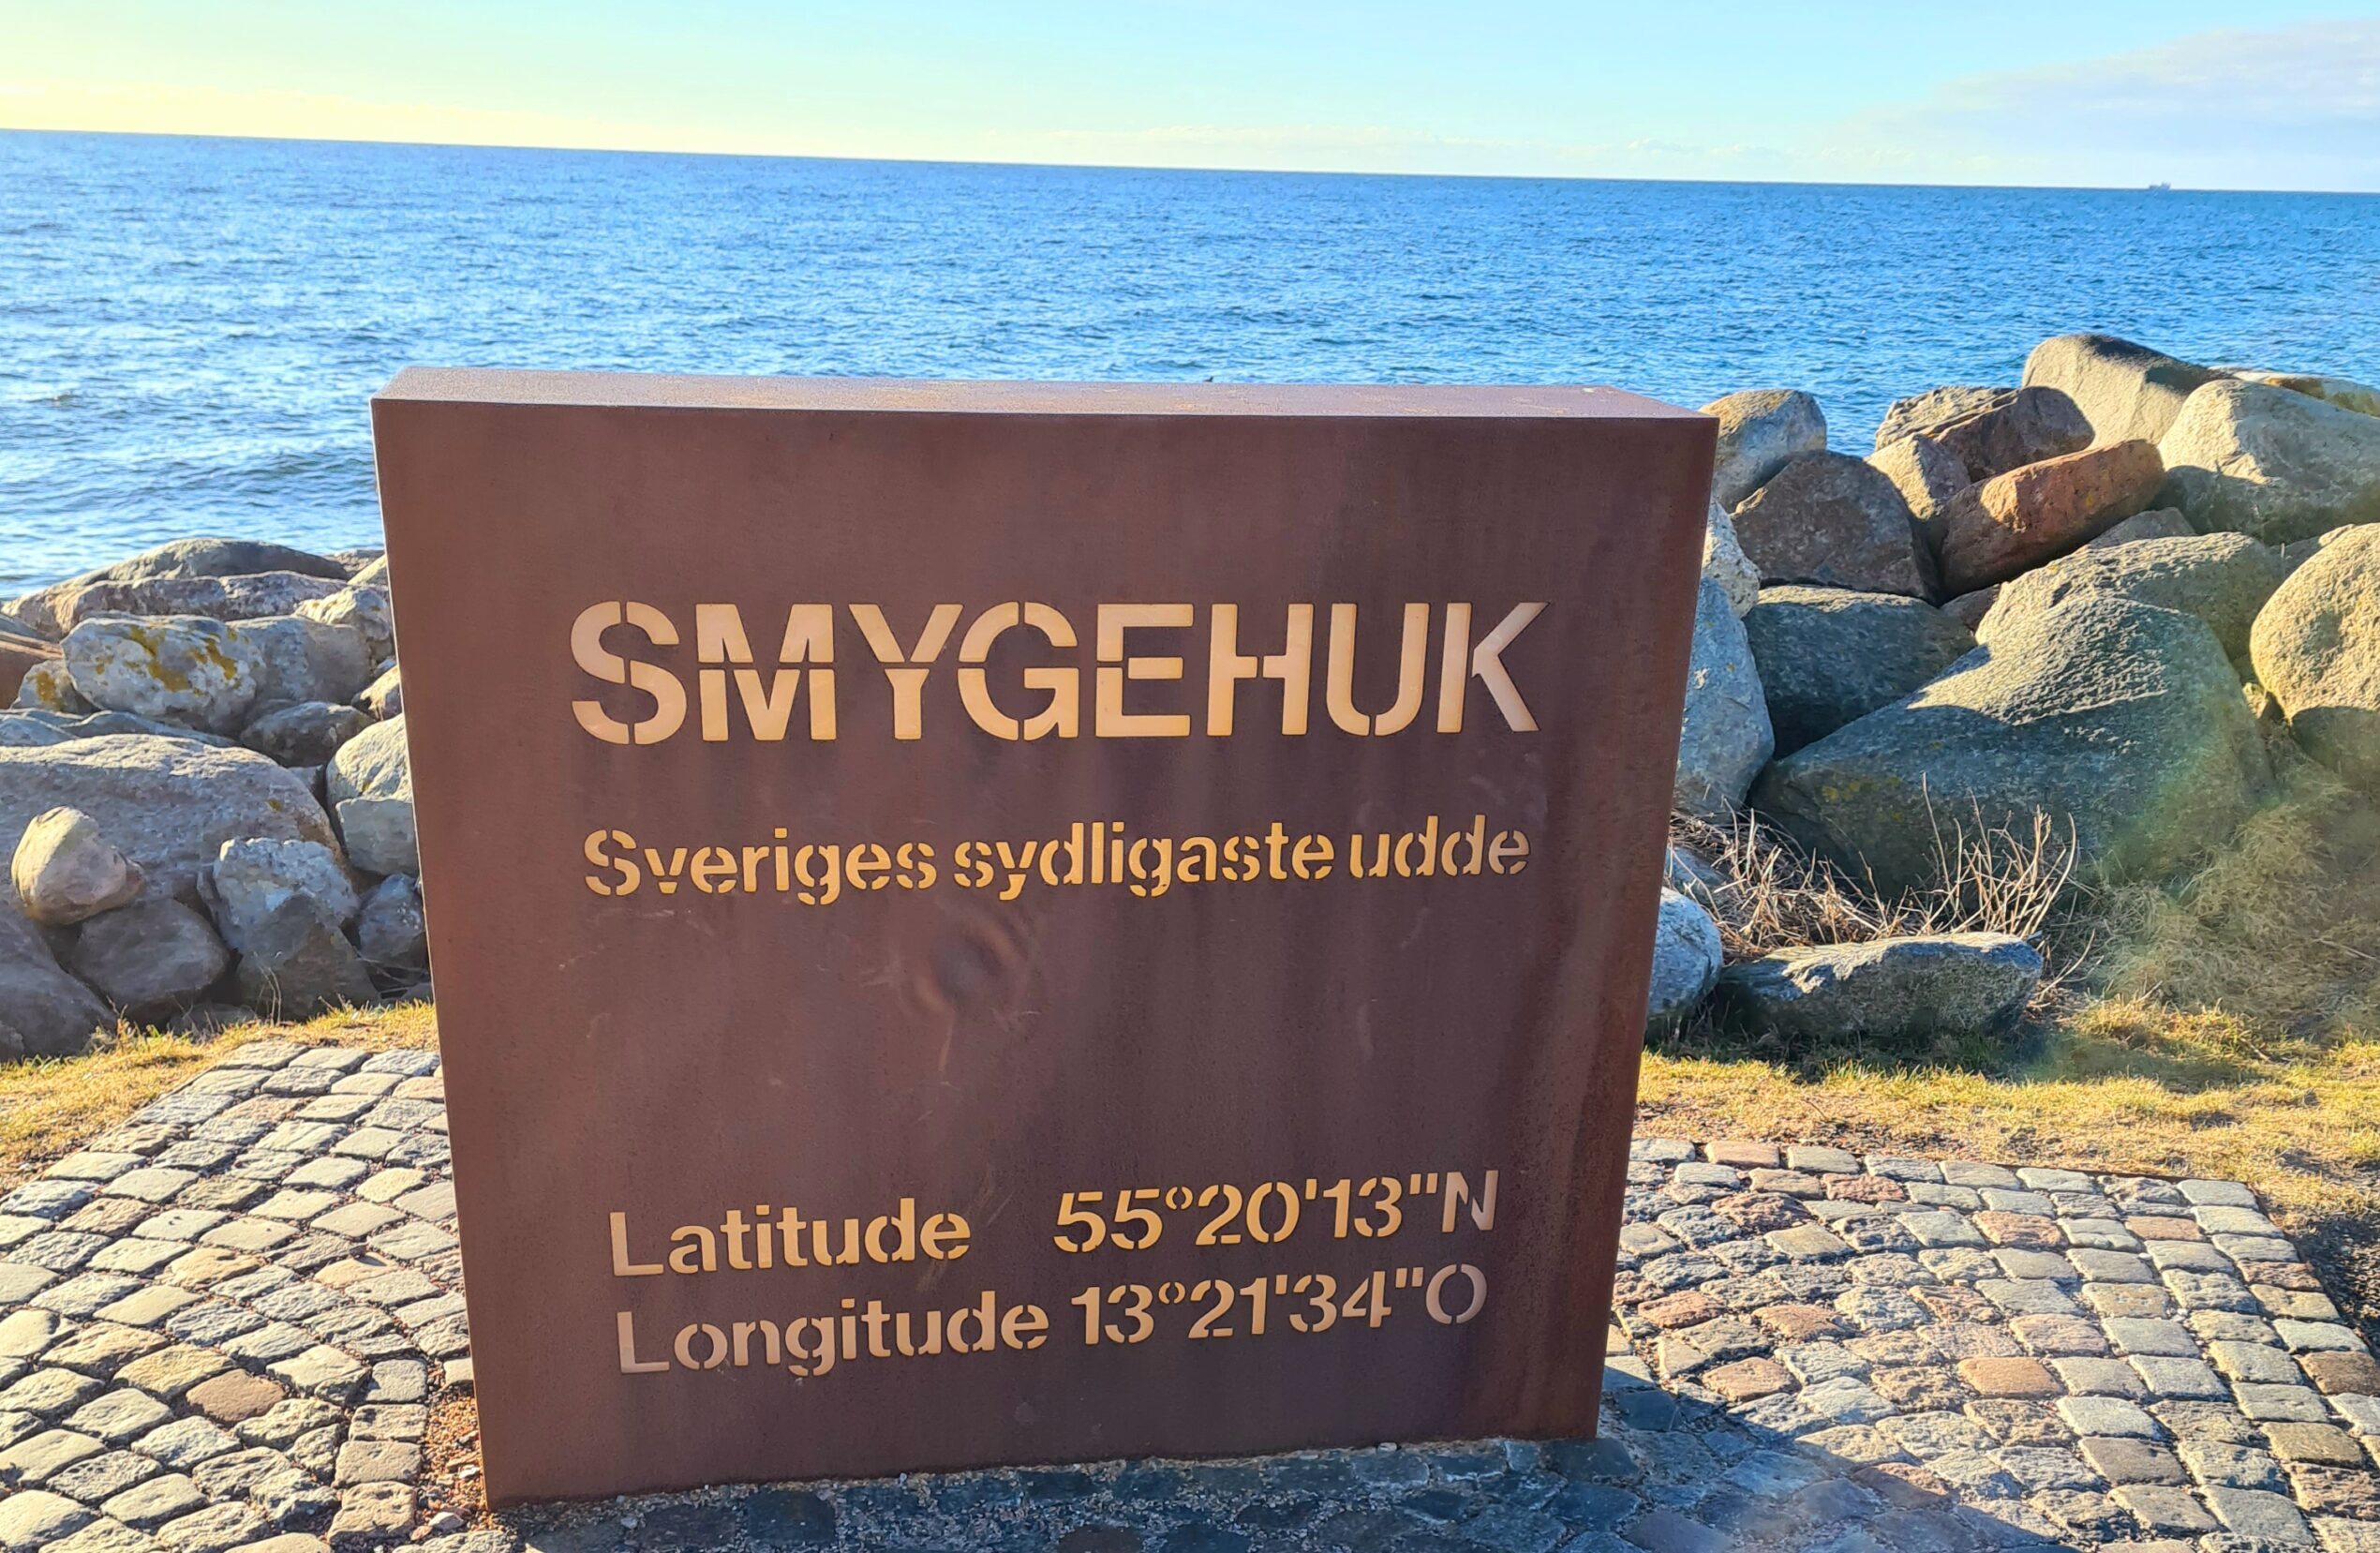 SMYGEHUK
Sveriges sydligaste udde
Latitude 55°20'13"N
Longitude 13°21'34"O